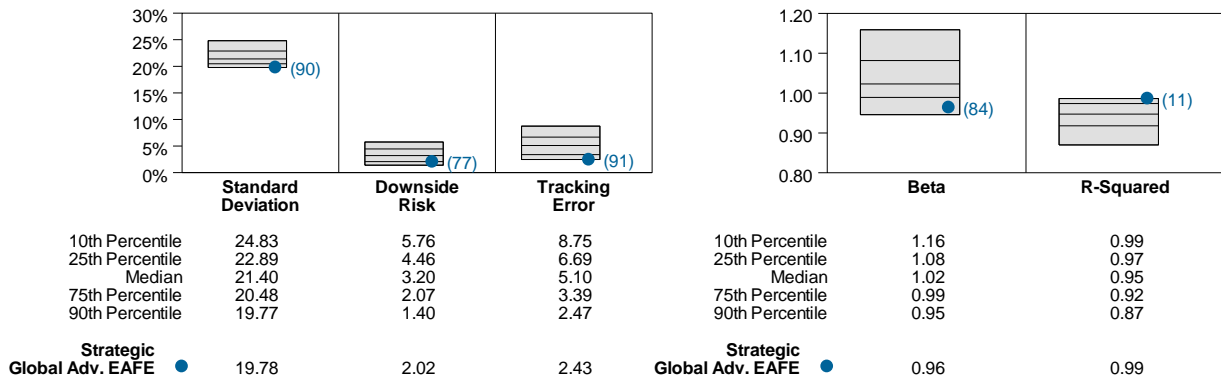 30%
25%
20%
15%
10%
5%
0%
(90)
(77)
(91)
Standard
Deviation
Downside
Risk
Tracking
Error
10th Percentile 24.83 5.76 8.75
25th Percentile 22.89 4.46 6.69
Median 21.40 3.20 5.10
75th Percentile 20.48 2.07 3.39
90th Percentile 19.77 1.40 2.47
Strategic
Global Adv. EAFE 19.78 2.02 2.43
1.20
1.10
1.00
0.90
0.80
(84)
(11)
Beta
R-Squared
10th Percentile 1.16 0.99
25th Percentile 1.08 0.97
Median 1.02 0.95
75th Percentile 0.99 0.92
90th Percentile 0.95 0.87
Strategic
Global Adv. EAFE 0.96 0.99